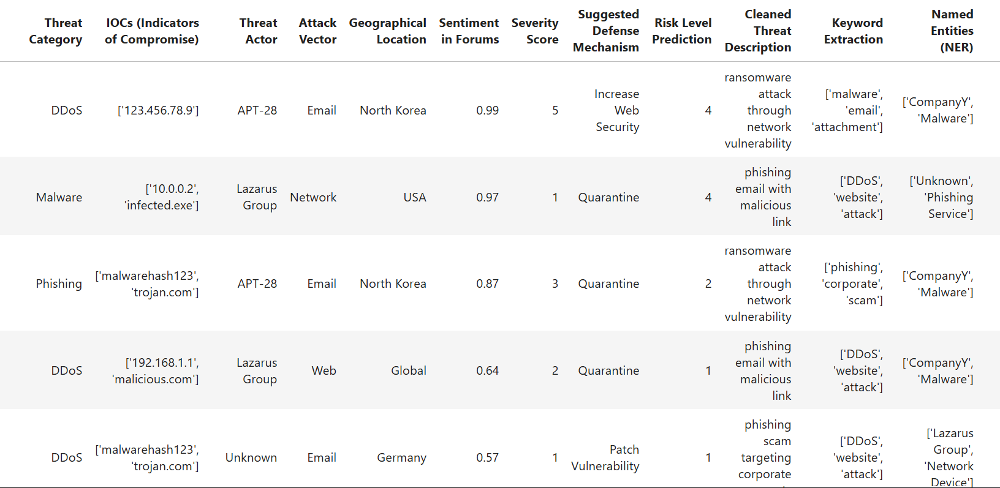 Threat Category IOCs (Indicators of Compromise) Threat Actor Attack Vector Geographical Location Sentiment in Forums Severity Score Suggested Defense Mechanism Risk Level Prediction Cleaned Threat Description Keyword Extraction Named Entities (NER)
DDoS ['123.456.78.9'] APT-28 Email North Korea 0.99 5 Increase Web Security 4 ransomware attack through network vulnerability ['malware', 'email', 'attachment'] ['CompanyY', 'Malware']
Malware ['10.0.0.2', 'infected.exe'] Lazarus Group Network USA 0.97 1 Quarantine 4 phishing email with malicious link ['DDoS', 'website', 'attack'] ['Unknown', 'Phishing Service']
Phishing ['malwarehash123', 'trojan.com'] APT-28 Email North Korea 0.87 3 Quarantine 2 ransomware attack through network vulnerability ['phishing', 'corporate', 'scam'] ['CompanyY', 'Malware']
DDoS ['192.168.1.1', 'malicious.com'] Lazarus Group Web Global 0.64 2 Quarantine 1 phishing email with malicious link ['DDoS', 'website', 'attack'] ['CompanyY', 'Malware']
DDoS ['malwarehash123', 'trojan.com'] Unknown Email Germany 0.57 1 Patch Vulnerability 1 phishing scam targeting corporate ['DDoS', 'website', 'attack'] ['Lazarus Group', 'Network Device']